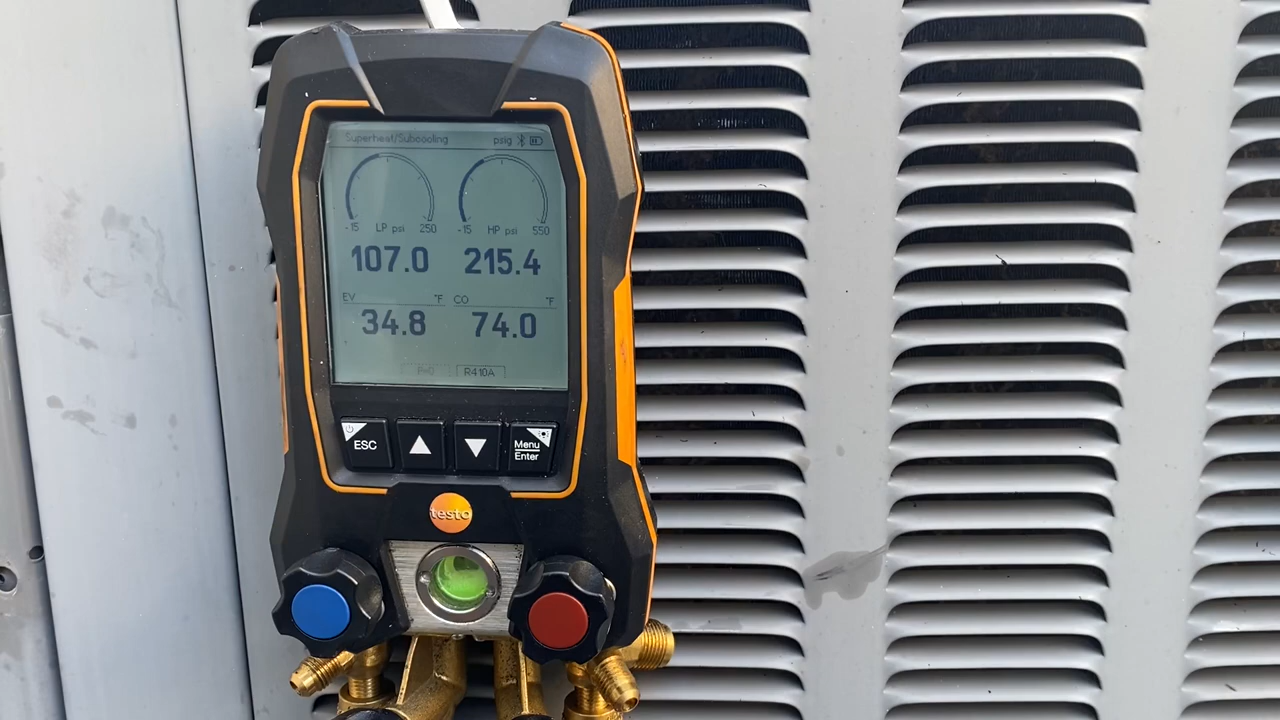 Superheat/Subcooling psig
-15 LP psi 250 -15 HP psi 550
107.0 215.4
EV °F CO °F
34.8 74.0
P=0 R410A
ESC Menu
Enter
testo